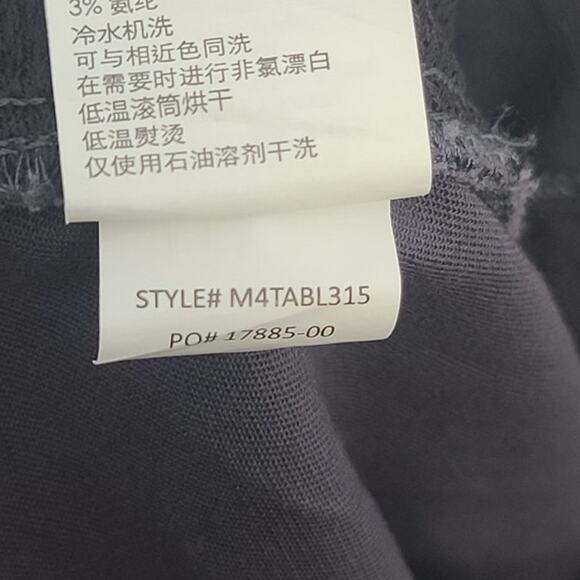 3% 氨纶
冷水机洗
可与相近色同洗
在需要时进行非氯漂白
低温滚筒烘干
低温熨烫
仅使用石油溶剂干洗
STYLE# M4TABL315
PO# 17885-00